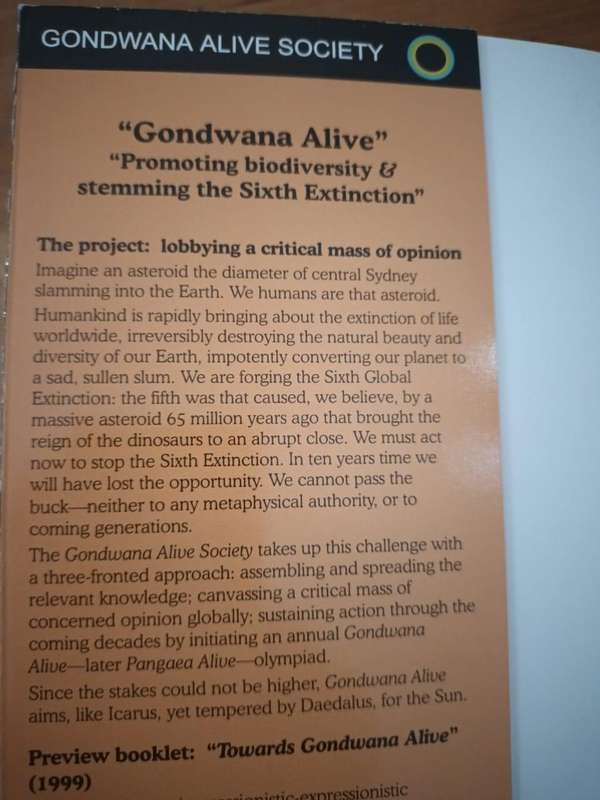 GONDWANA ALIVE SOCIETY
“Gondwana Alive”
“Promoting biodiversity &
stemming the Sixth Extinction”
The project: lobbying a critical mass of opinion
Imagine an asteroid the diameter of central Sydney
slamming into the Earth. We humans are that asteroid.
Humankind is rapidly bringing about the extinction of life
worldwide, irreversibly destroying the natural beauty and
diversity of our Earth, impotently converting our planet to
a sad, sullen slum. We are forging the Sixth Global
Extinction: the fifth was that caused, we believe, by a
massive asteroid 65 million years ago that brought the
reign of the dinosaurs to an abrupt close. We must act
now to stop the Sixth Extinction. In ten years time we
will have lost the opportunity. We cannot pass the
buck—neither to any metaphysical authority, or to
coming generations.
The Gondwana Alive Society takes up this challenge with
a three-fronted approach: assembling and spreading the
relevant knowledge; canvassing a critical mass of
concerned opinion globally; sustaining action through the
coming decades by initiating an annual Gondwana
Alive—later Pangaea Alive—olympiad.
Since the stakes could not be higher, Gondwana Alive
aims, like Icarus, yet tempered by Daedalus, for the Sun.
Preview booklet: “Towards Gondwana Alive”
(1999)